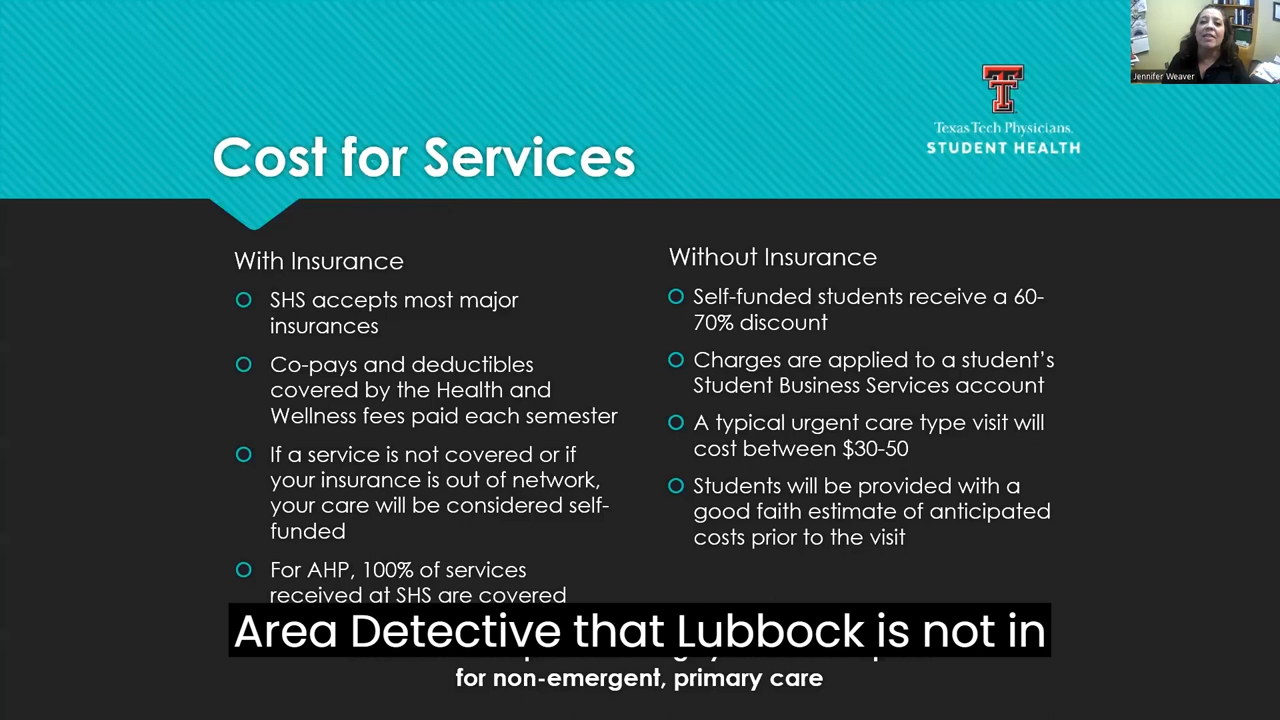 Jennifer Weaver
T
Texas Tech Physicians.
STUDENT HEALTH
Cost for Services
With Insurance
SHS accepts most major
insurances
Co-pays and deductibles
covered by the Health and
Wellness fees paid each semester
If a service is not covered or if
your insurance is out of network,
your care will be considered self-
funded
For AHP, 100% of services
received at SHS are covered
Without Insurance
Self-funded students receive a 60-
70% discount
Charges are applied to a student's
Student Business Services account
A typical urgent care type visit will
cost between $30-50
Students will be provided with a
good faith estimate of anticipated
costs prior to the visit
Area Detective that Lubbock is not in
for non-emergent, primary care